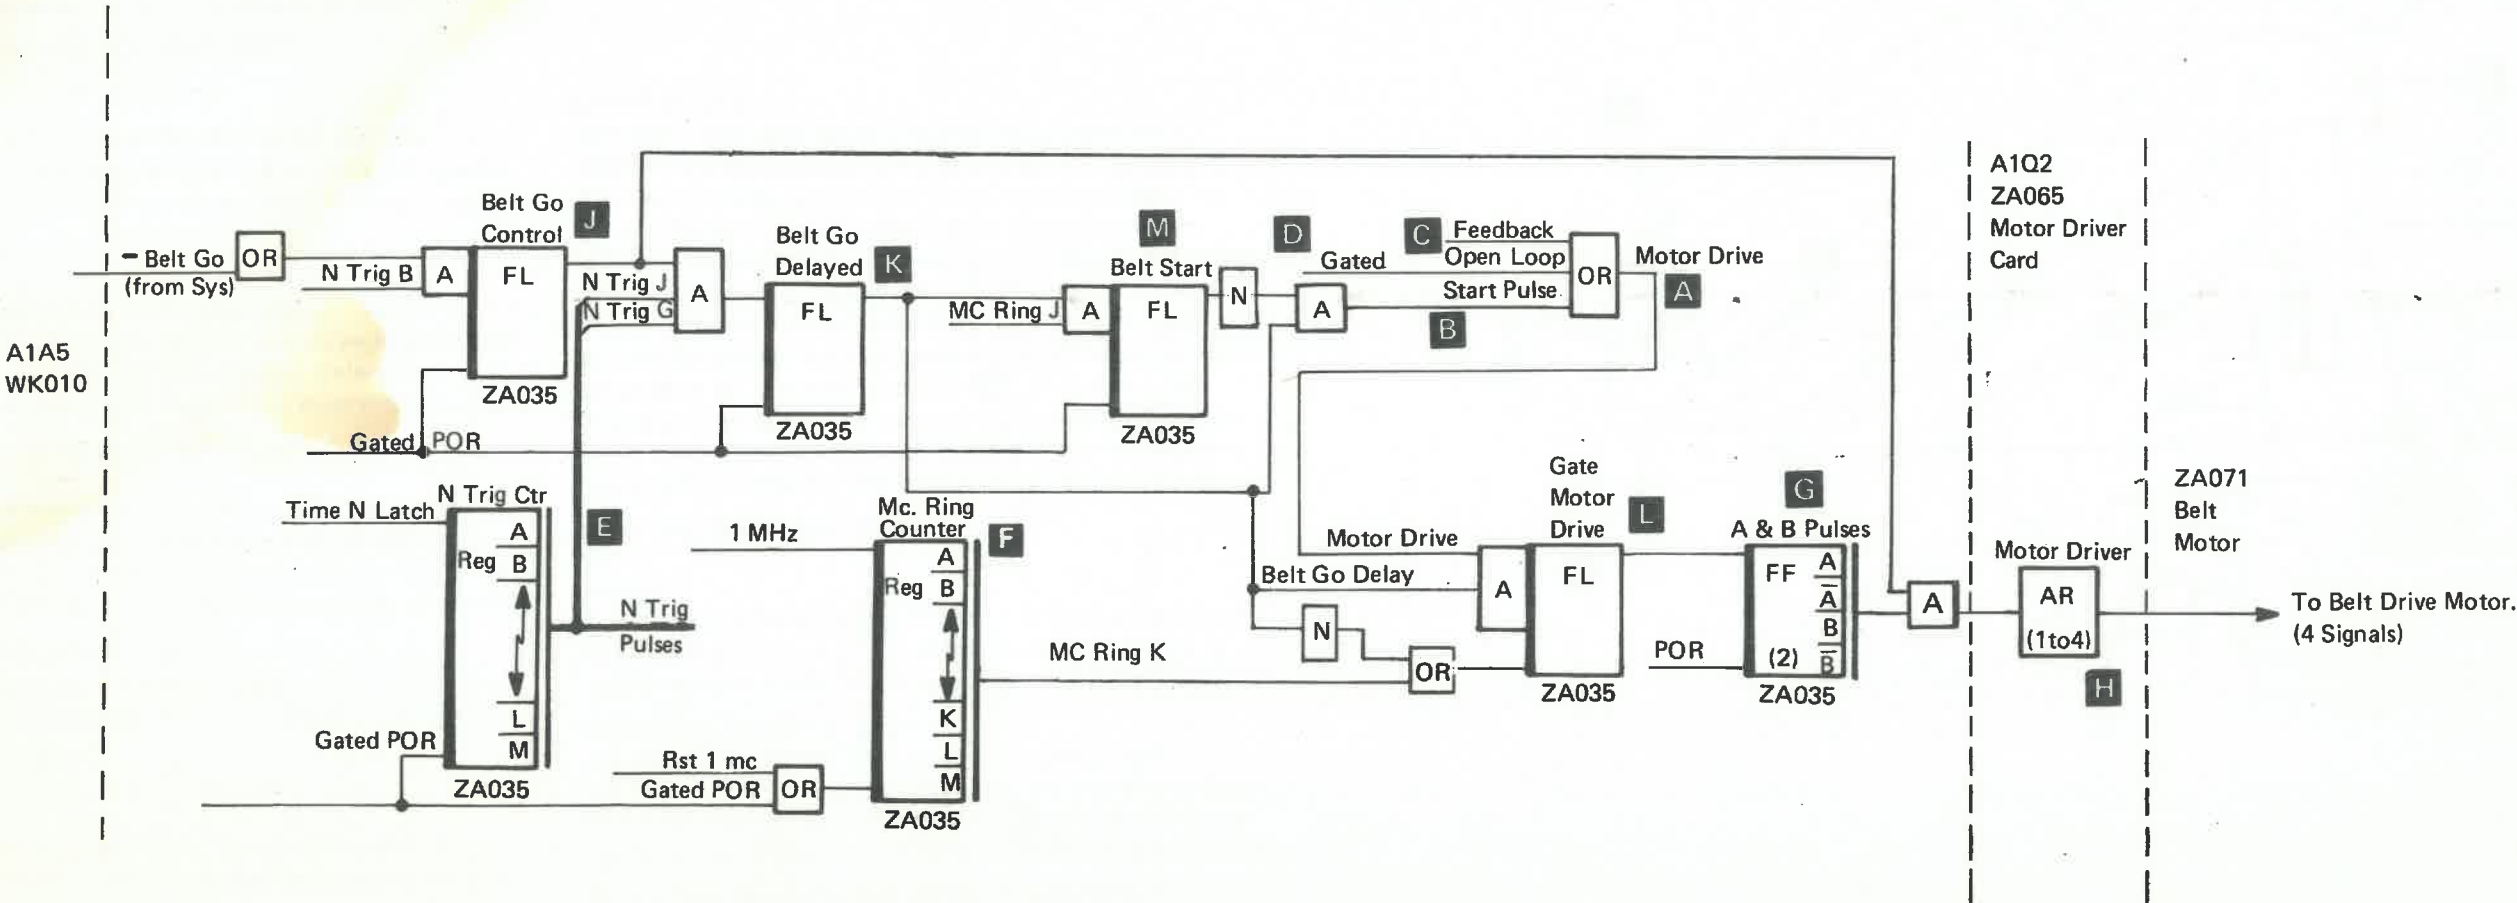 A1A5
WK010
– Belt Go
(from Sys)
OR
N Trig B
A
Belt Go
Control
J
FL
ZA035
Gated POR
N Trig J
N Trig G
A
Belt Go
Delayed
K
FL
ZA035
MC Ring J
A
M
Belt Start
FL
ZA035
N
D
A
Gated
C
Feedback
Open Loop
Start Pulse
B
OR
Motor Drive
A
Time N Latch
N Trig Ctr
Reg
A
B
L
M
Gated POR
ZA035
E
N Trig
Pulses
1 MHz
Mc. Ring
Counter
F
Reg
A
B
K
L
M
ZA035
Rst 1 mc
Gated POR
OR
MC Ring K
Motor Drive
Belt Go Delay
A
N
OR
Gate
Motor
Drive
L
FL
ZA035
POR
G
A & B Pulses
FF
(2)
A
A̅
B
B̅
ZA035
A
A1Q2
ZA065
Motor Driver
Card
Motor Driver
AR
(1to4)
H
ZA071
Belt
Motor
To Belt Drive Motor.
(4 Signals)